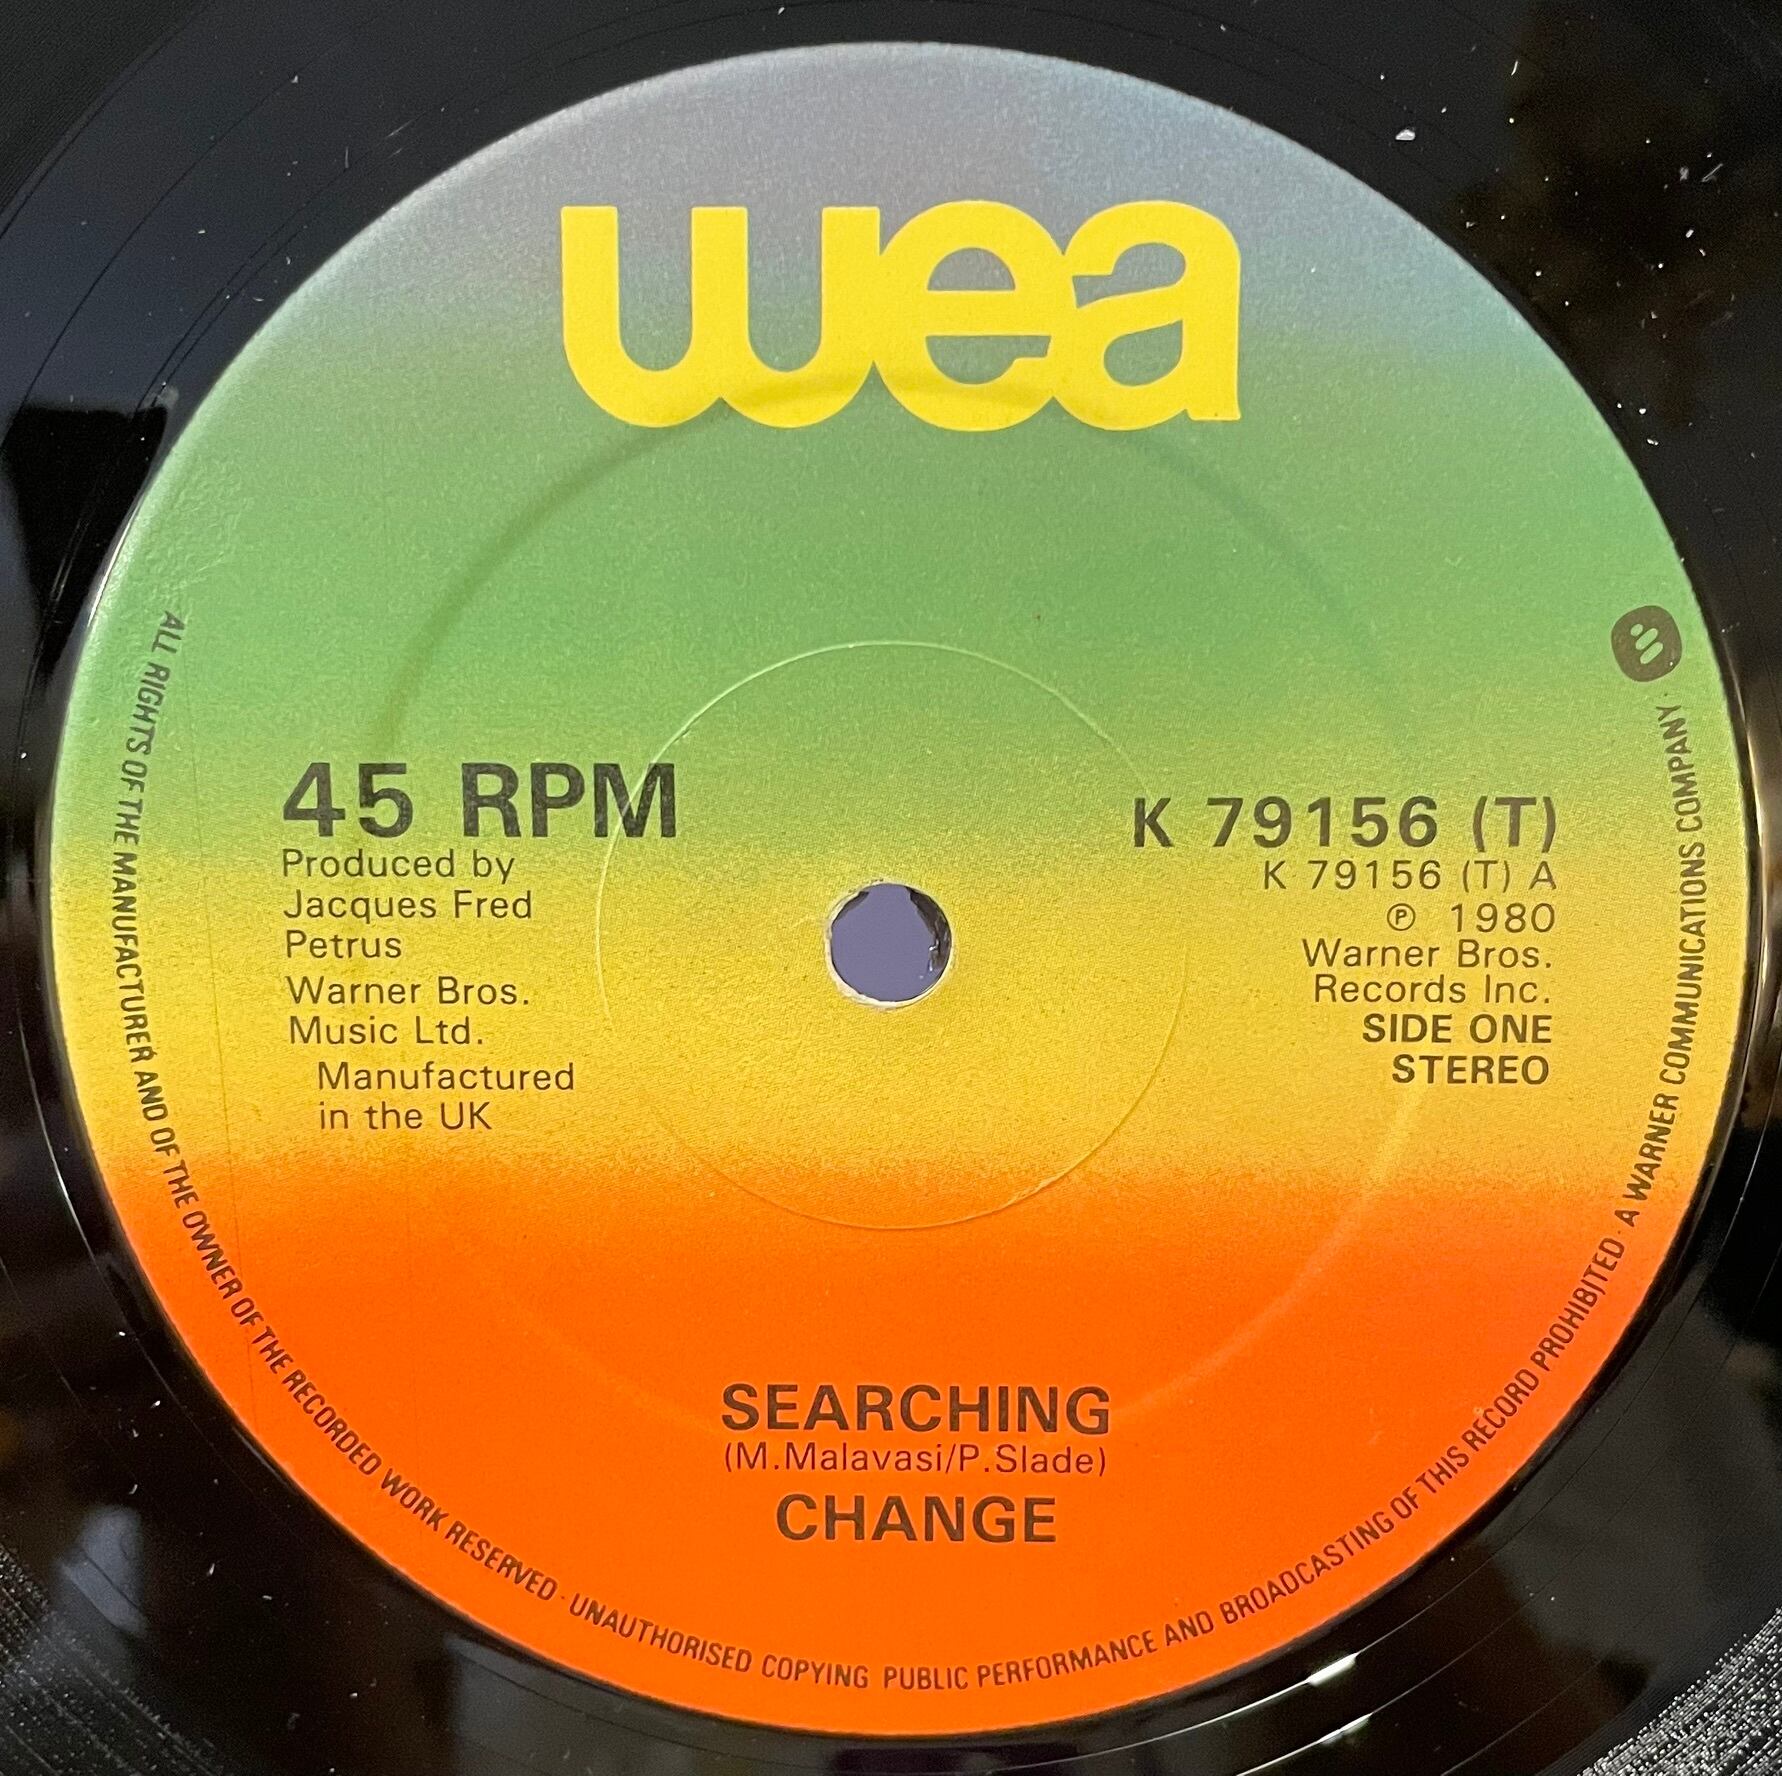 wea
45 RPM
Produced by
Jacques Fred
Petrus
Warner Bros.
Music Ltd.
Manufactured
in the UK
K 79156 (T)
K 79156 (T) A
℗ 1980
Warner Bros.
Records Inc.
SIDE ONE
STEREO
SEARCHING
(M.Malavasi/P.Slade)
CHANGE
ALL RIGHTS OF THE MANUFACTURER AND OF THE OWNER OF THE RECORDED WORK RESERVED · UNAUTHORISED COPYING PUBLIC PERFORMANCE AND BROADCASTING OF THIS RECORD PROHIBITED · A WARNER COMMUNICATIONS COMPANY ·